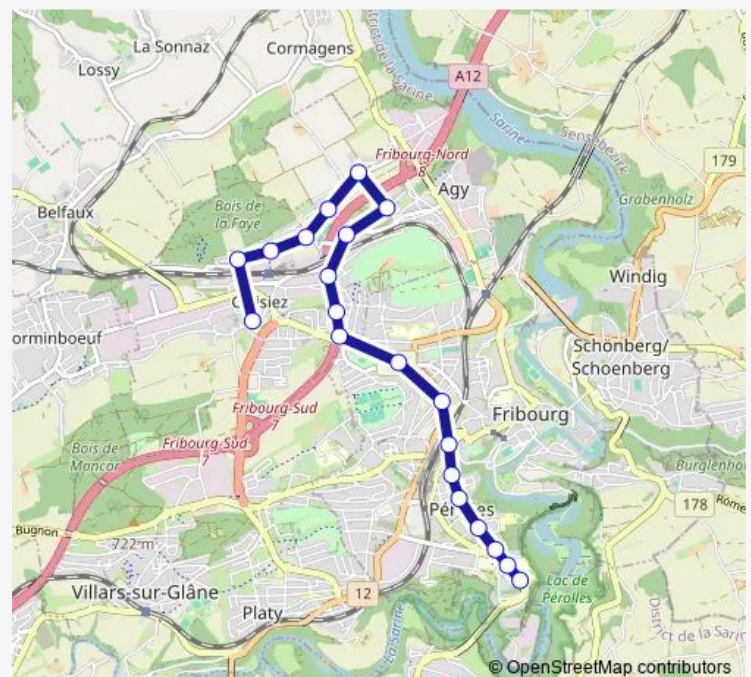 La Sonnaz
Cormagens
Lossy
District de la Sarine
A12
Sarine
Sensebezirk
179
Fribourg-Nord
8
Agy
Grabenholz
Belfaux
Bois de
la Faye
Windig
orminboeuf
Schönberg/
Schoenberg
Fribourg-Sud
7
Fribourg
Fribourg-Sud
7
Bois de
Moncor
Burglenho
178
Bugnon
722 m
Lac de
Pérolles
Villars-sur-Glâne
12
Platy
La Sarine
District de la Sarin
© OpenStreetMap contributors